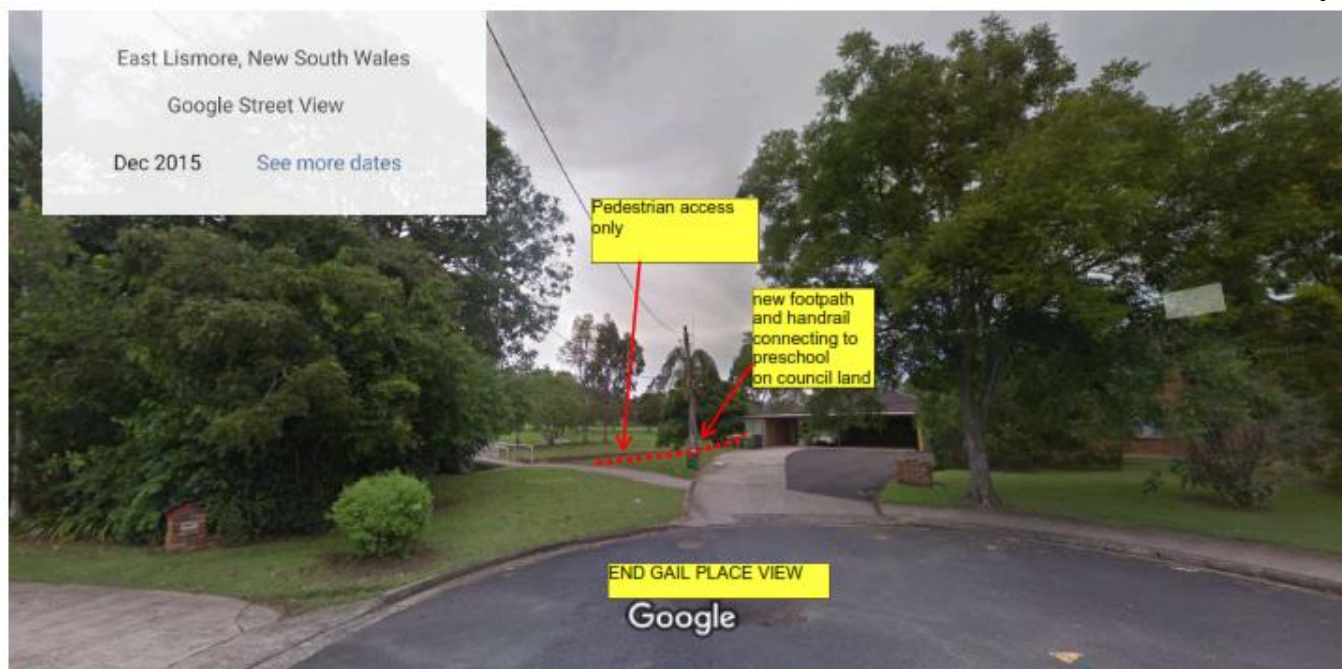 East Lismore, New South Wales
Google Street View
Dec 2015 See more dates
Pedestrian access
only
new footpath
and handrail
connecting to
preschool
on council land
END GAIL PLACE VIEW
Google